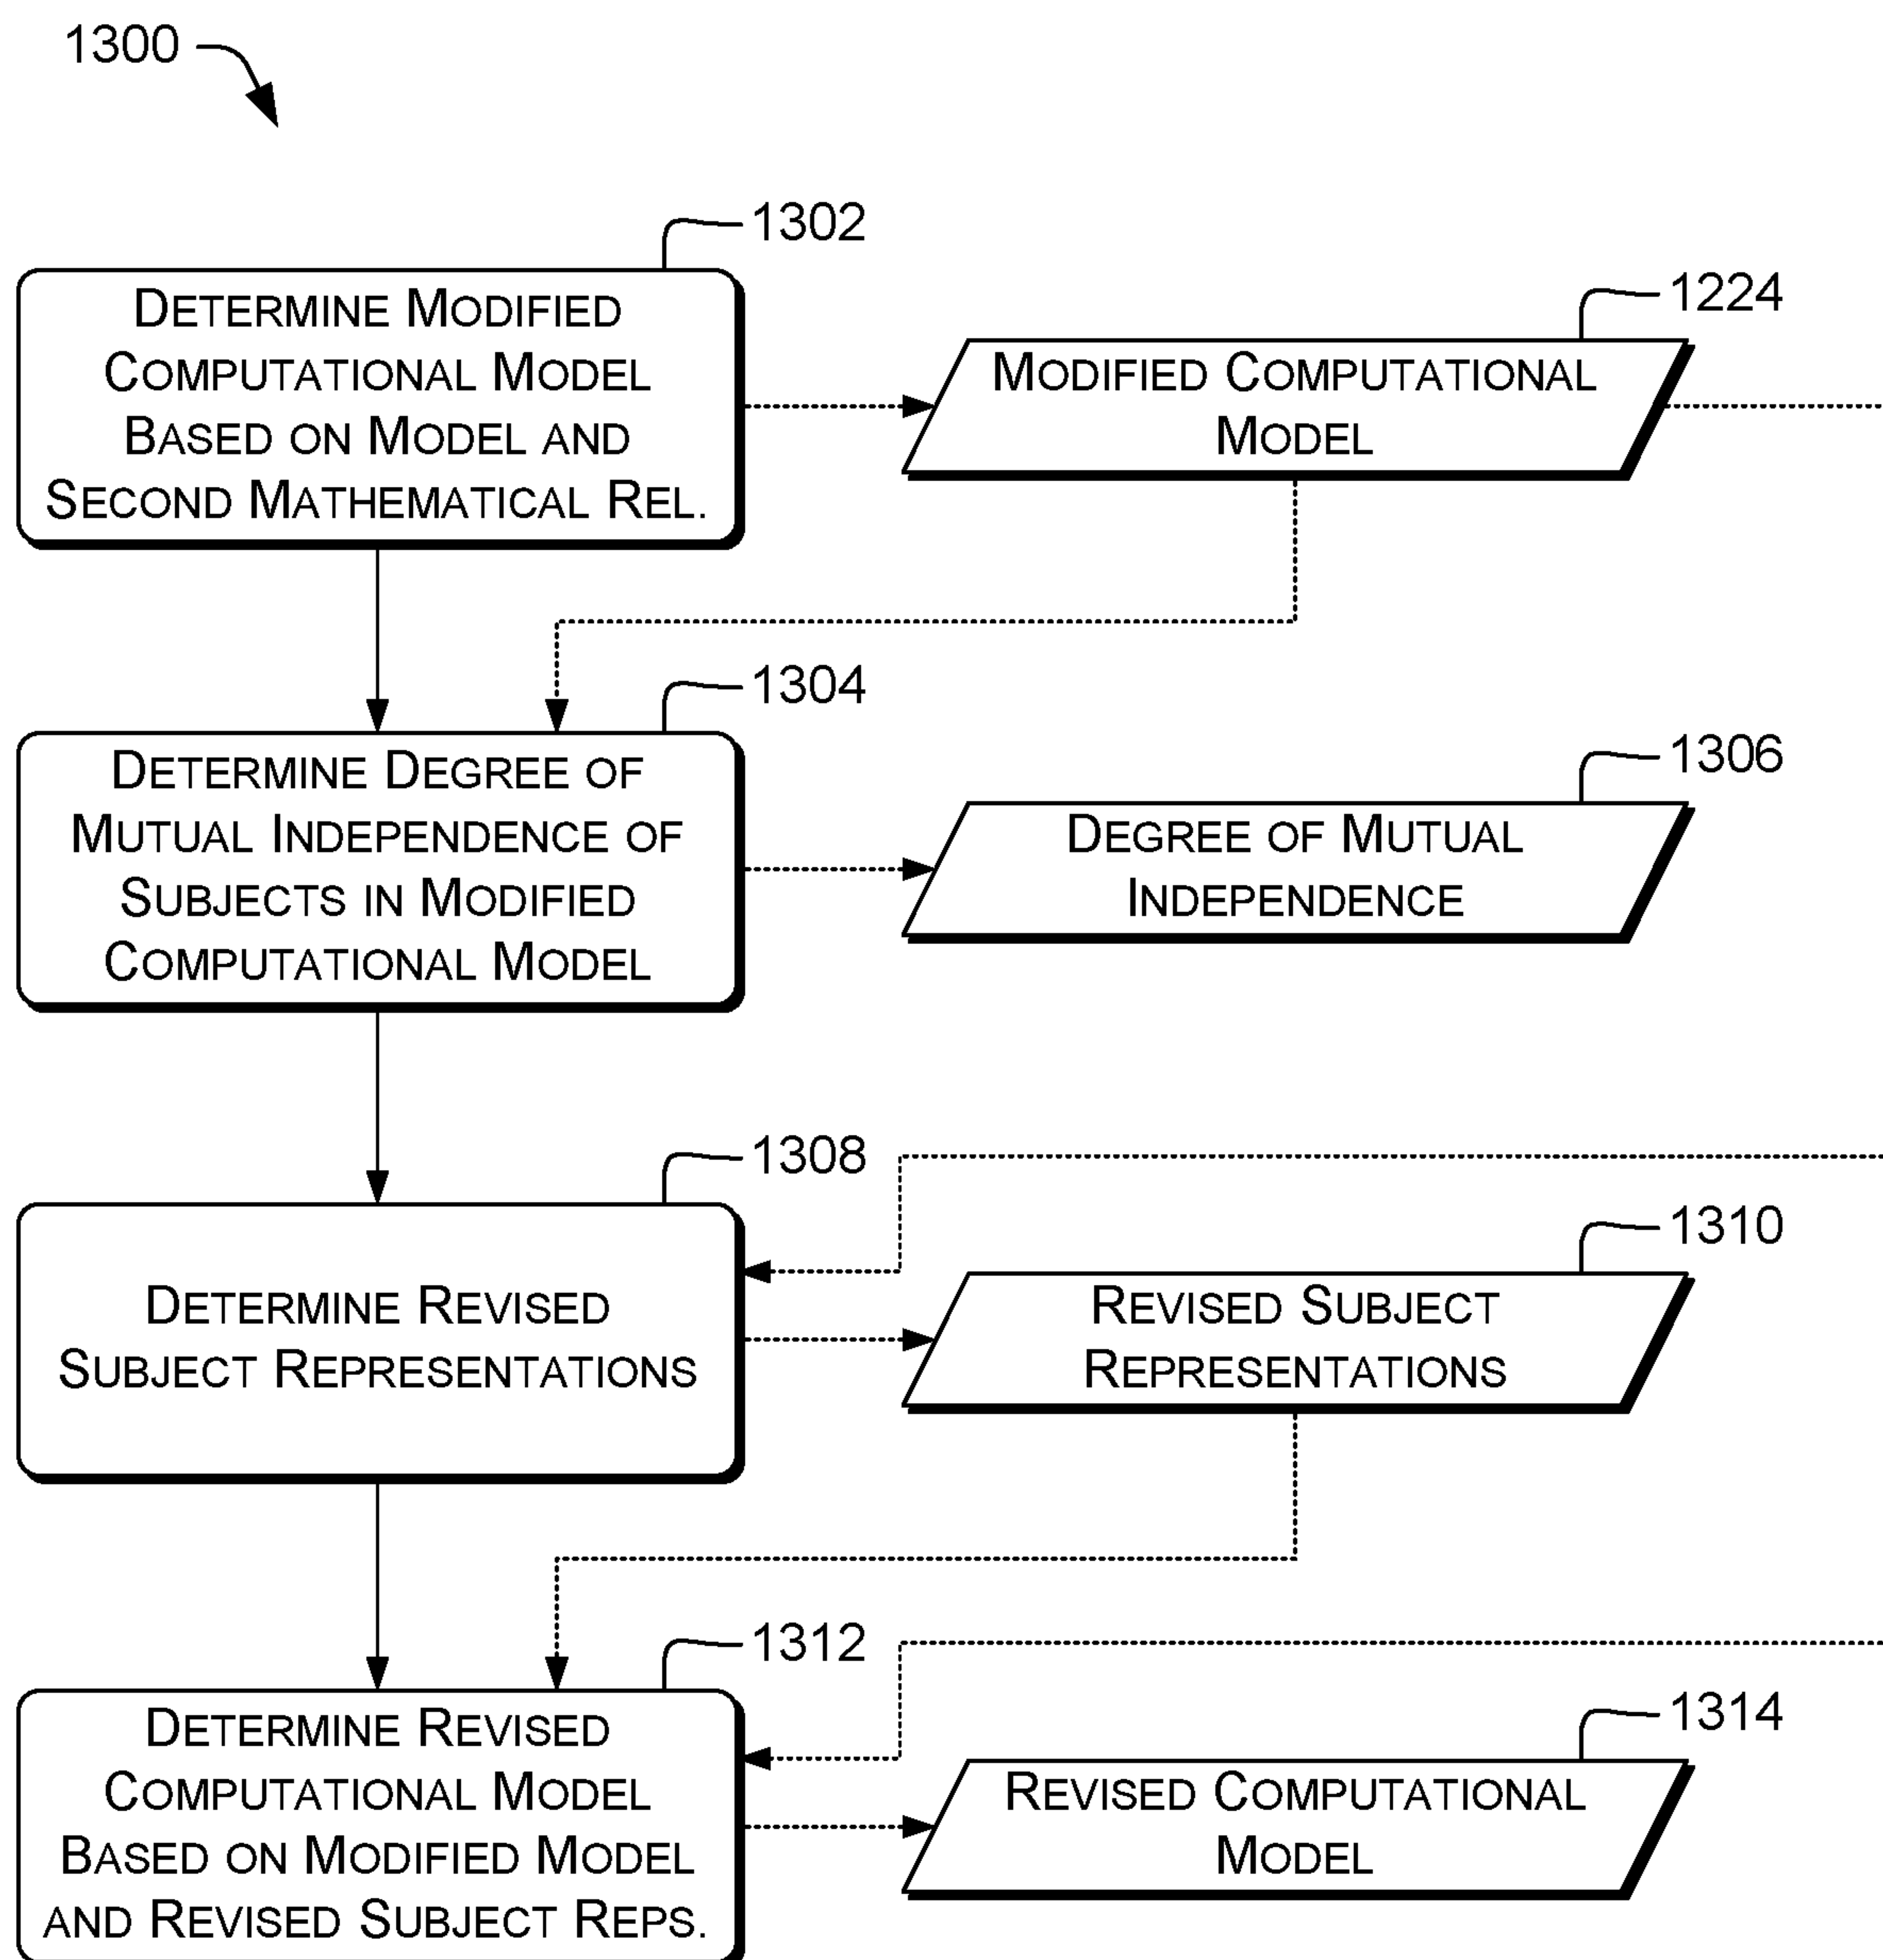 1300
1302
DETERMINE MODIFIED
COMPUTATIONAL MODEL
BASED ON MODEL AND
SECOND MATHEMATICAL REL.
1224
MODIFIED COMPUTATIONAL
MODEL
1304
DETERMINE DEGREE OF
MUTUAL INDEPENDENCE OF
SUBJECTS IN MODIFIED
COMPUTATIONAL MODEL
1306
DEGREE OF MUTUAL
INDEPENDENCE
1308
DETERMINE REVISED
SUBJECT REPRESENTATIONS
1310
REVISED SUBJECT
REPRESENTATIONS
1312
DETERMINE REVISED
COMPUTATIONAL MODEL
BASED ON MODIFIED MODEL
AND REVISED SUBJECT REPS.
1314
REVISED COMPUTATIONAL
MODEL